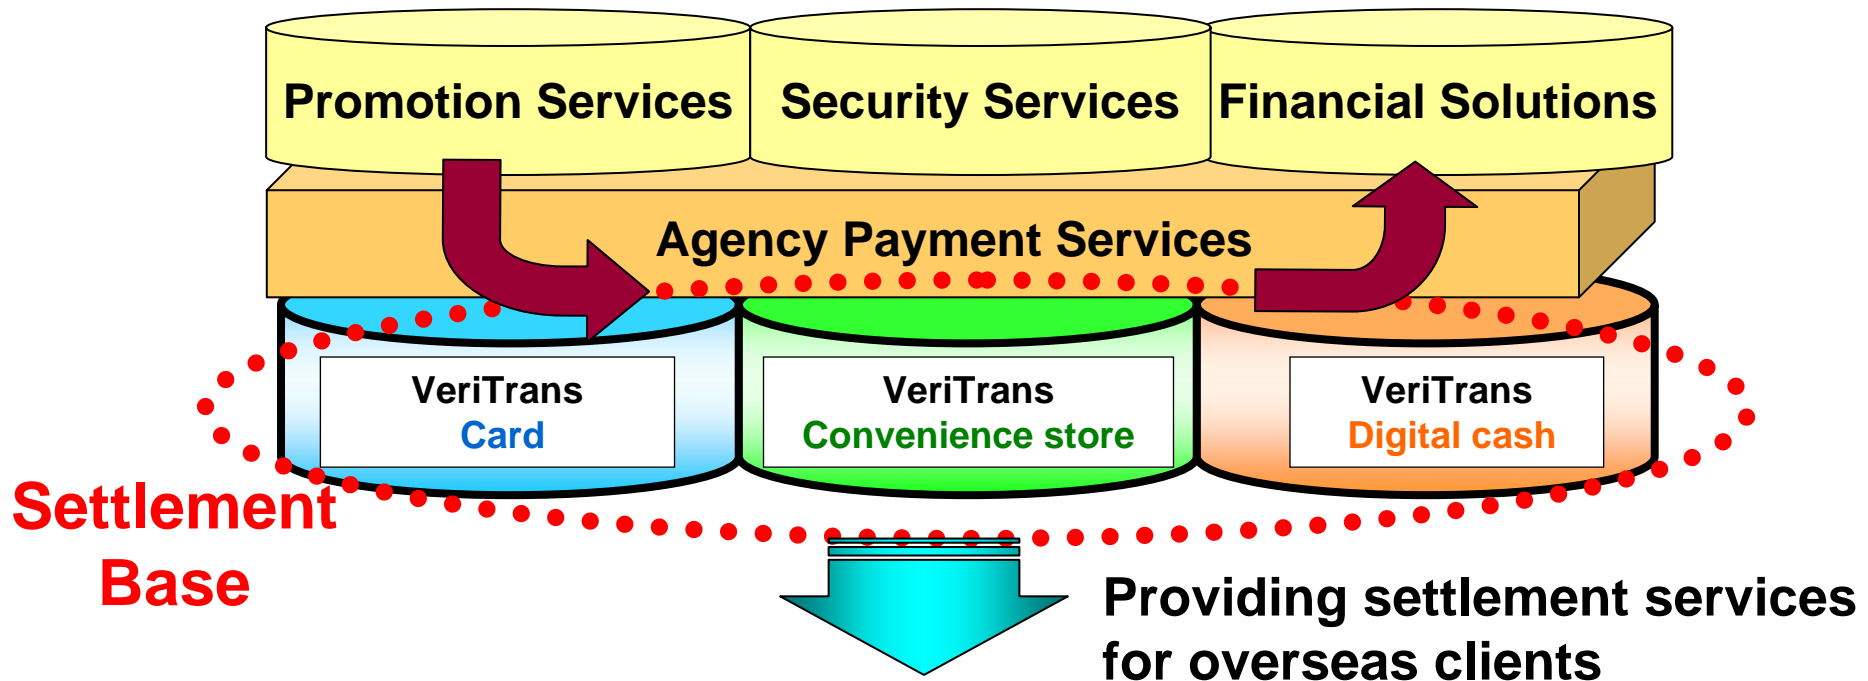 Promotion Services
Security Services
Financial Solutions
Agency Payment Services
VeriTrans
Card
VeriTrans
Convenience store
VeriTrans
Digital cash
Settlement
Base
Providing settlement services
for overseas clients